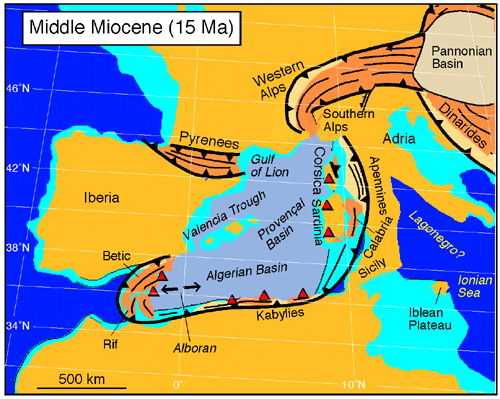 Middle Miocene (15 Ma)
Pannonian
Basin
46°N
Western
Alps
Southern
Alps
Dinarides
Pyrenees
Adria
42°N
Gulf
of Lion
Corsica
Sardinia
Apennines
Iberia
Valencia Trough
Provençal
Basin
Calabria
Lagonegro?
38°N
Betic
Algerian Basin
Sicily
Ionian
Sea
Iblean
Plateau
34°N
Rif
Alboran
Kabylies
500 km
0°
10°N